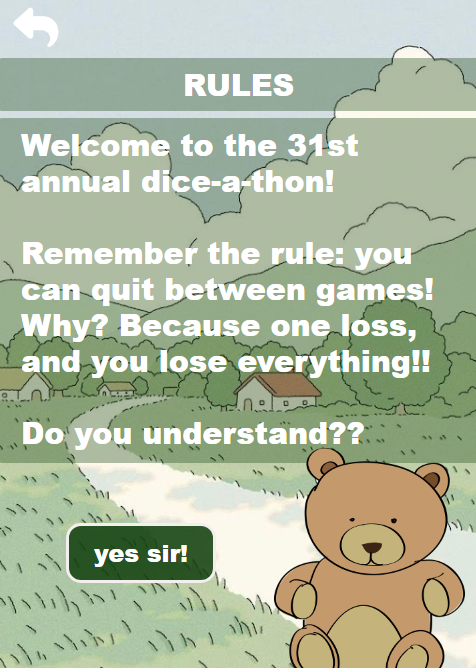 RULES
Welcome to the 31st
annual dice-a-thon!
Remember the rule: you
can quit between games!
Why? Because one loss,
and you lose everything!!
Do you understand??
yes sir!